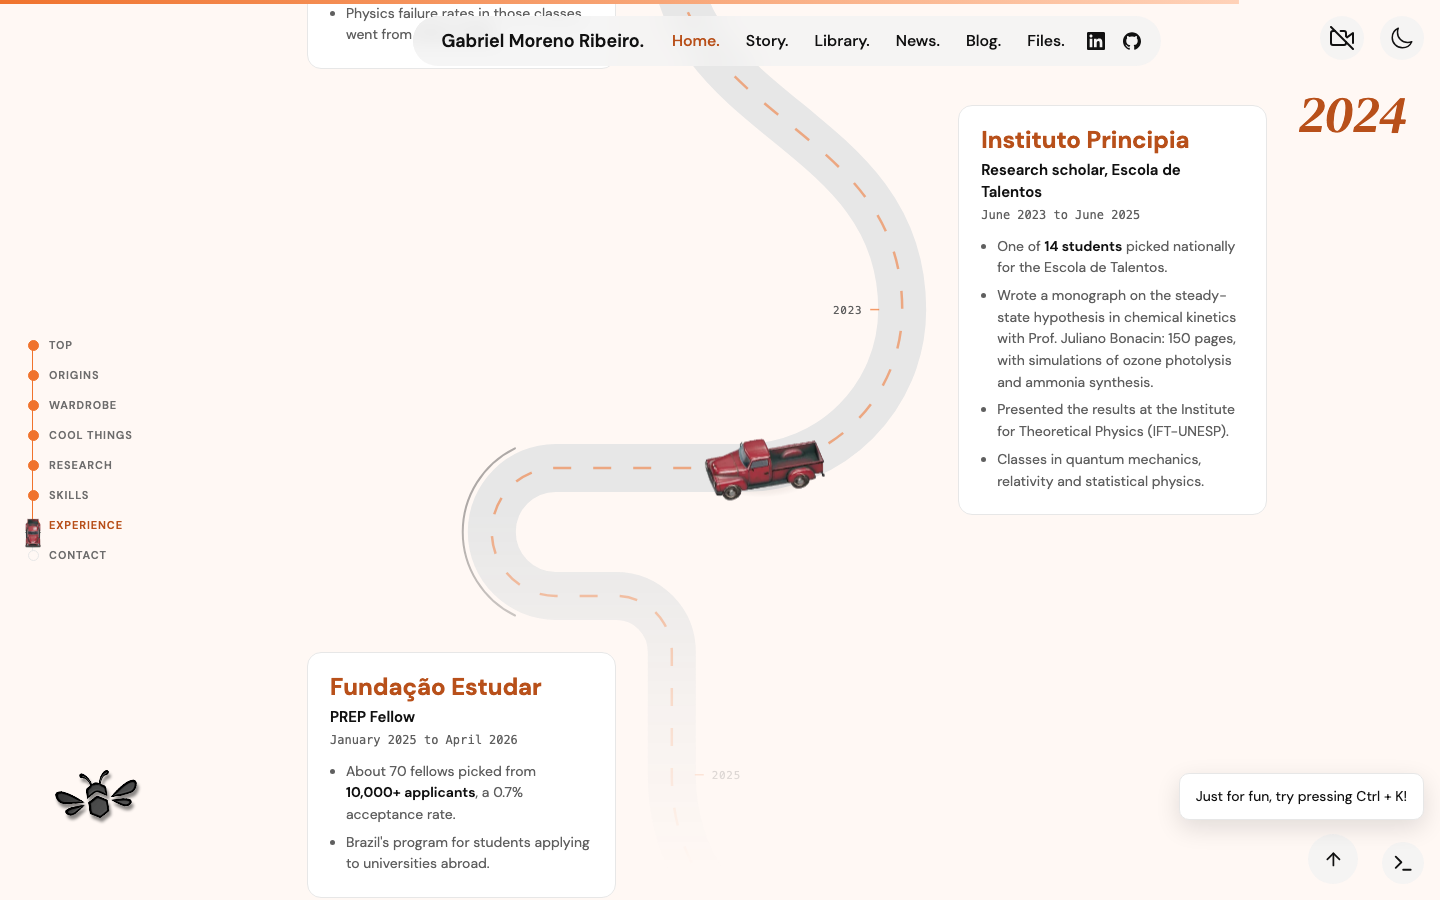 Physics failure rates in those classes
went from
Gabriel Moreno Ribeiro.
Home.
Story.
Library.
News.
Blog.
Files.
2024
Instituto Principia
Research scholar, Escola de
Talentos
June 2023 to June 2025
One of 14 students picked nationally
for the Escola de Talentos.
Wrote a monograph on the steady-
state hypothesis in chemical kinetics
with Prof. Juliano Bonacin: 150 pages,
with simulations of ozone photolysis
and ammonia synthesis.
Presented the results at the Institute
for Theoretical Physics (IFT-UNESP).
Classes in quantum mechanics,
relativity and statistical physics.
2023
TOP
ORIGINS
WARDROBE
COOL THINGS
RESEARCH
SKILLS
EXPERIENCE
CONTACT
Fundação Estudar
PREP Fellow
January 2025 to April 2026
About 70 fellows picked from
10,000+ applicants, a 0.7%
acceptance rate.
Brazil's program for students applying
to universities abroad.
2025
Just for fun, try pressing Ctrl + K!